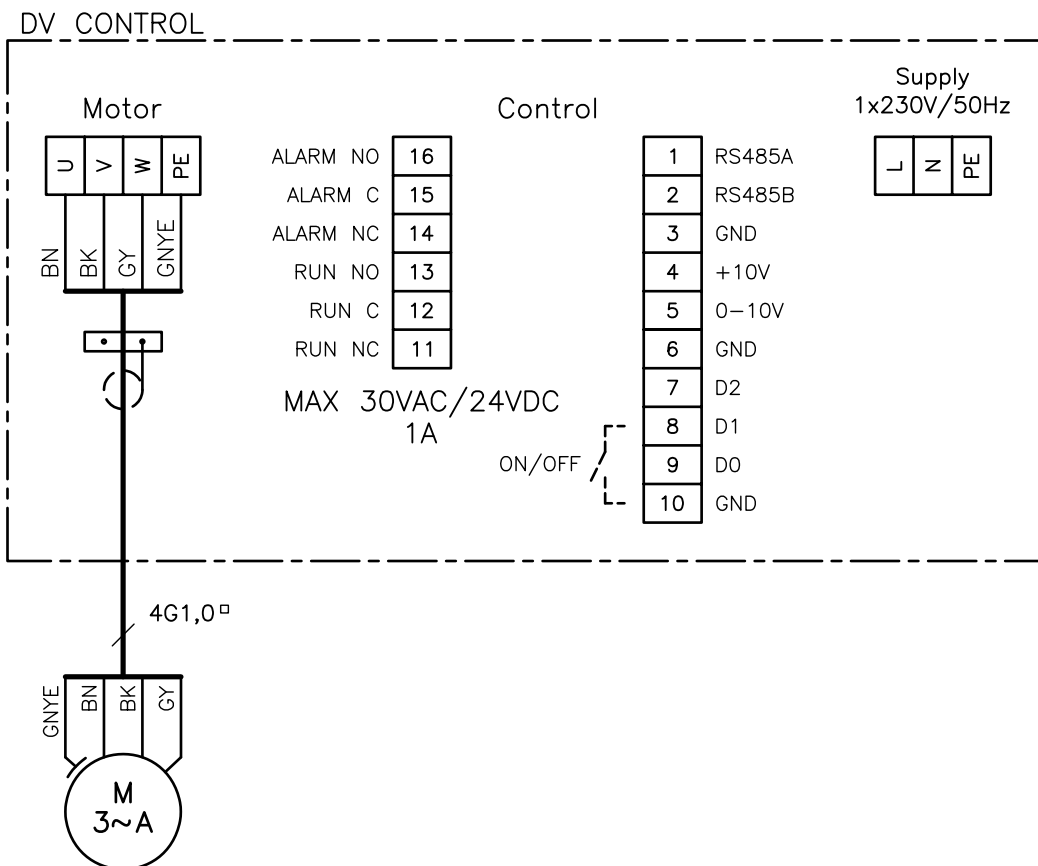 DV CONTROL
Motor
U V W PE
BN BK GY GNYE
Control
ALARM NO 16
ALARM C 15
ALARM NC 14
RUN NO 13
RUN C 12
RUN NC 11
MAX 30VAC/24VDC
1A
1 RS485A
2 RS485B
3 GND
4 +10V
5 0-10V
6 GND
7 D2
8 D1
9 D0
10 GND
ON/OFF
Supply
1x230V/50Hz
L N PE
4G1,0▫
GNYE BN BK GY
M
3~A